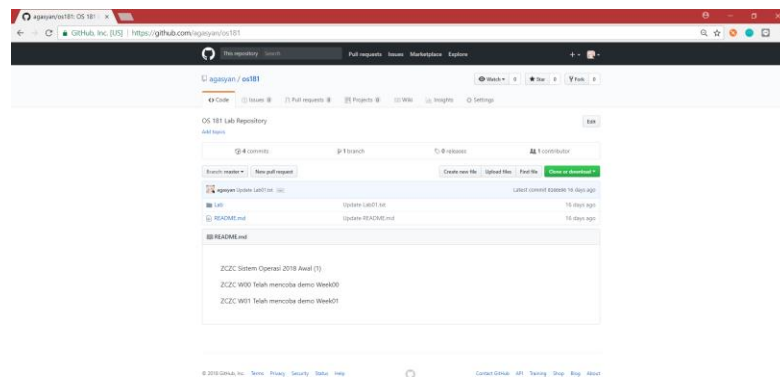 agasyan/os181: OS 181
GitHub, Inc. [US] | https://github.com/agasyan/os181
This repository Search Pull requests Issues Marketplace Explore
agasyan / os181
Watch 0 Star 0 Fork 0
Code Issues 0 Pull requests 0 Projects 0 Wiki Insights Settings
OS 181 Lab Repository
Edit
Add topics
4 commits 1 branch 0 releases 1 contributor
Branch: master New pull request Create new file Upload files Find file Clone or download
agasyan Update Lab01.txt Latest commit 16 days ago
Lab Update Lab01.txt 16 days ago
README.md Update README.md 16 days ago
README.md
ZCZC Sistem Operasi 2018 Awal (1)
ZCZC W00 Telah mencoba demo Week00
ZCZC W01 Telah mencoba demo Week01
© 2018 GitHub, Inc. Terms Privacy Security Status Help Contact GitHub API Training Shop Blog About